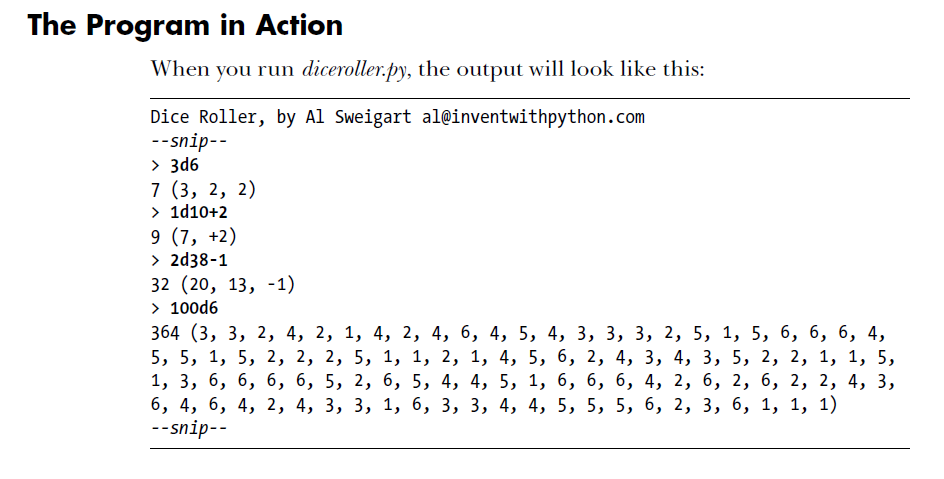 The Program in Action
When you run diceroller.py, the output will look like this:
Dice Roller, by Al Sweigart al@inventwithpython.com
--snip--
> 3d6
7 (3, 2, 2)
> 1d10+2
9 (7, +2)
> 2d38-1
32 (20, 13, -1)
> 100d6
364 (3, 3, 2, 4, 2, 1, 4, 2, 4, 6, 4, 5, 4, 3, 3, 3, 2, 5, 1, 5, 6, 6, 6, 4,
5, 5, 1, 5, 2, 2, 2, 5, 1, 1, 2, 1, 4, 5, 6, 2, 4, 3, 4, 3, 5, 2, 2, 1, 1, 5,
1, 3, 6, 6, 6, 6, 5, 2, 6, 5, 4, 4, 5, 1, 6, 6, 6, 4, 2, 6, 2, 6, 2, 2, 4, 3,
6, 4, 6, 4, 2, 4, 3, 3, 1, 6, 3, 3, 4, 4, 5, 5, 5, 6, 2, 3, 6, 1, 1, 1)
--snip--